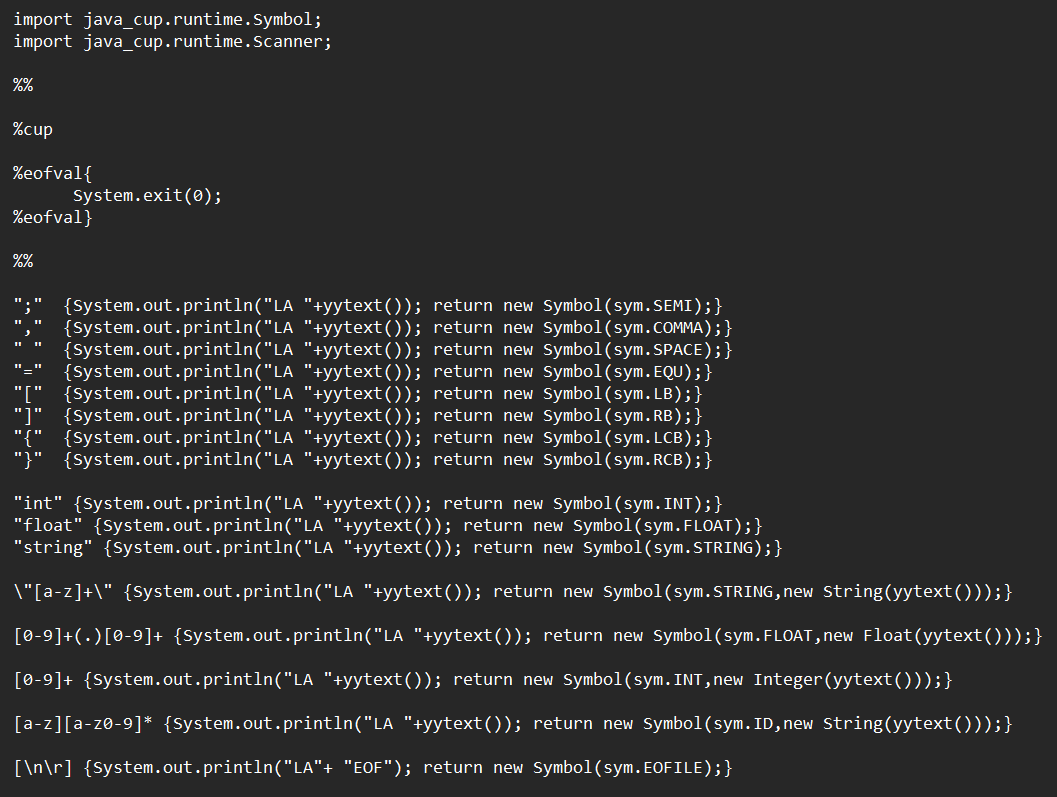 import java_cup.runtime.Symbol;
import java_cup.runtime.Scanner;

%%

%cup

%eofval{
      System.exit(0);
%eofval}

%%

";"  {System.out.println("LA "+yytext()); return new Symbol(sym.SEMI);}
","  {System.out.println("LA "+yytext()); return new Symbol(sym.COMMA);}
" "  {System.out.println("LA "+yytext()); return new Symbol(sym.SPACE);}
"="  {System.out.println("LA "+yytext()); return new Symbol(sym.EQU);}
"["  {System.out.println("LA "+yytext()); return new Symbol(sym.LB);}
"]"  {System.out.println("LA "+yytext()); return new Symbol(sym.RB);}
"{"  {System.out.println("LA "+yytext()); return new Symbol(sym.LCB);}
"}"  {System.out.println("LA "+yytext()); return new Symbol(sym.RCB);}

"int" {System.out.println("LA "+yytext()); return new Symbol(sym.INT);}
"float" {System.out.println("LA "+yytext()); return new Symbol(sym.FLOAT);}
"string" {System.out.println("LA "+yytext()); return new Symbol(sym.STRING);}

\"[a-z]+\" {System.out.println("LA "+yytext()); return new Symbol(sym.STRING,new String(yytext()));}

[0-9]+(.)[0-9]+ {System.out.println("LA "+yytext()); return new Symbol(sym.FLOAT,new Float(yytext()));}

[0-9]+ {System.out.println("LA "+yytext()); return new Symbol(sym.INT,new Integer(yytext()));}

[a-z][a-z0-9]* {System.out.println("LA "+yytext()); return new Symbol(sym.ID,new String(yytext()));}

[\n\r] {System.out.println("LA"+ "EOF"); return new Symbol(sym.EOFILE);}